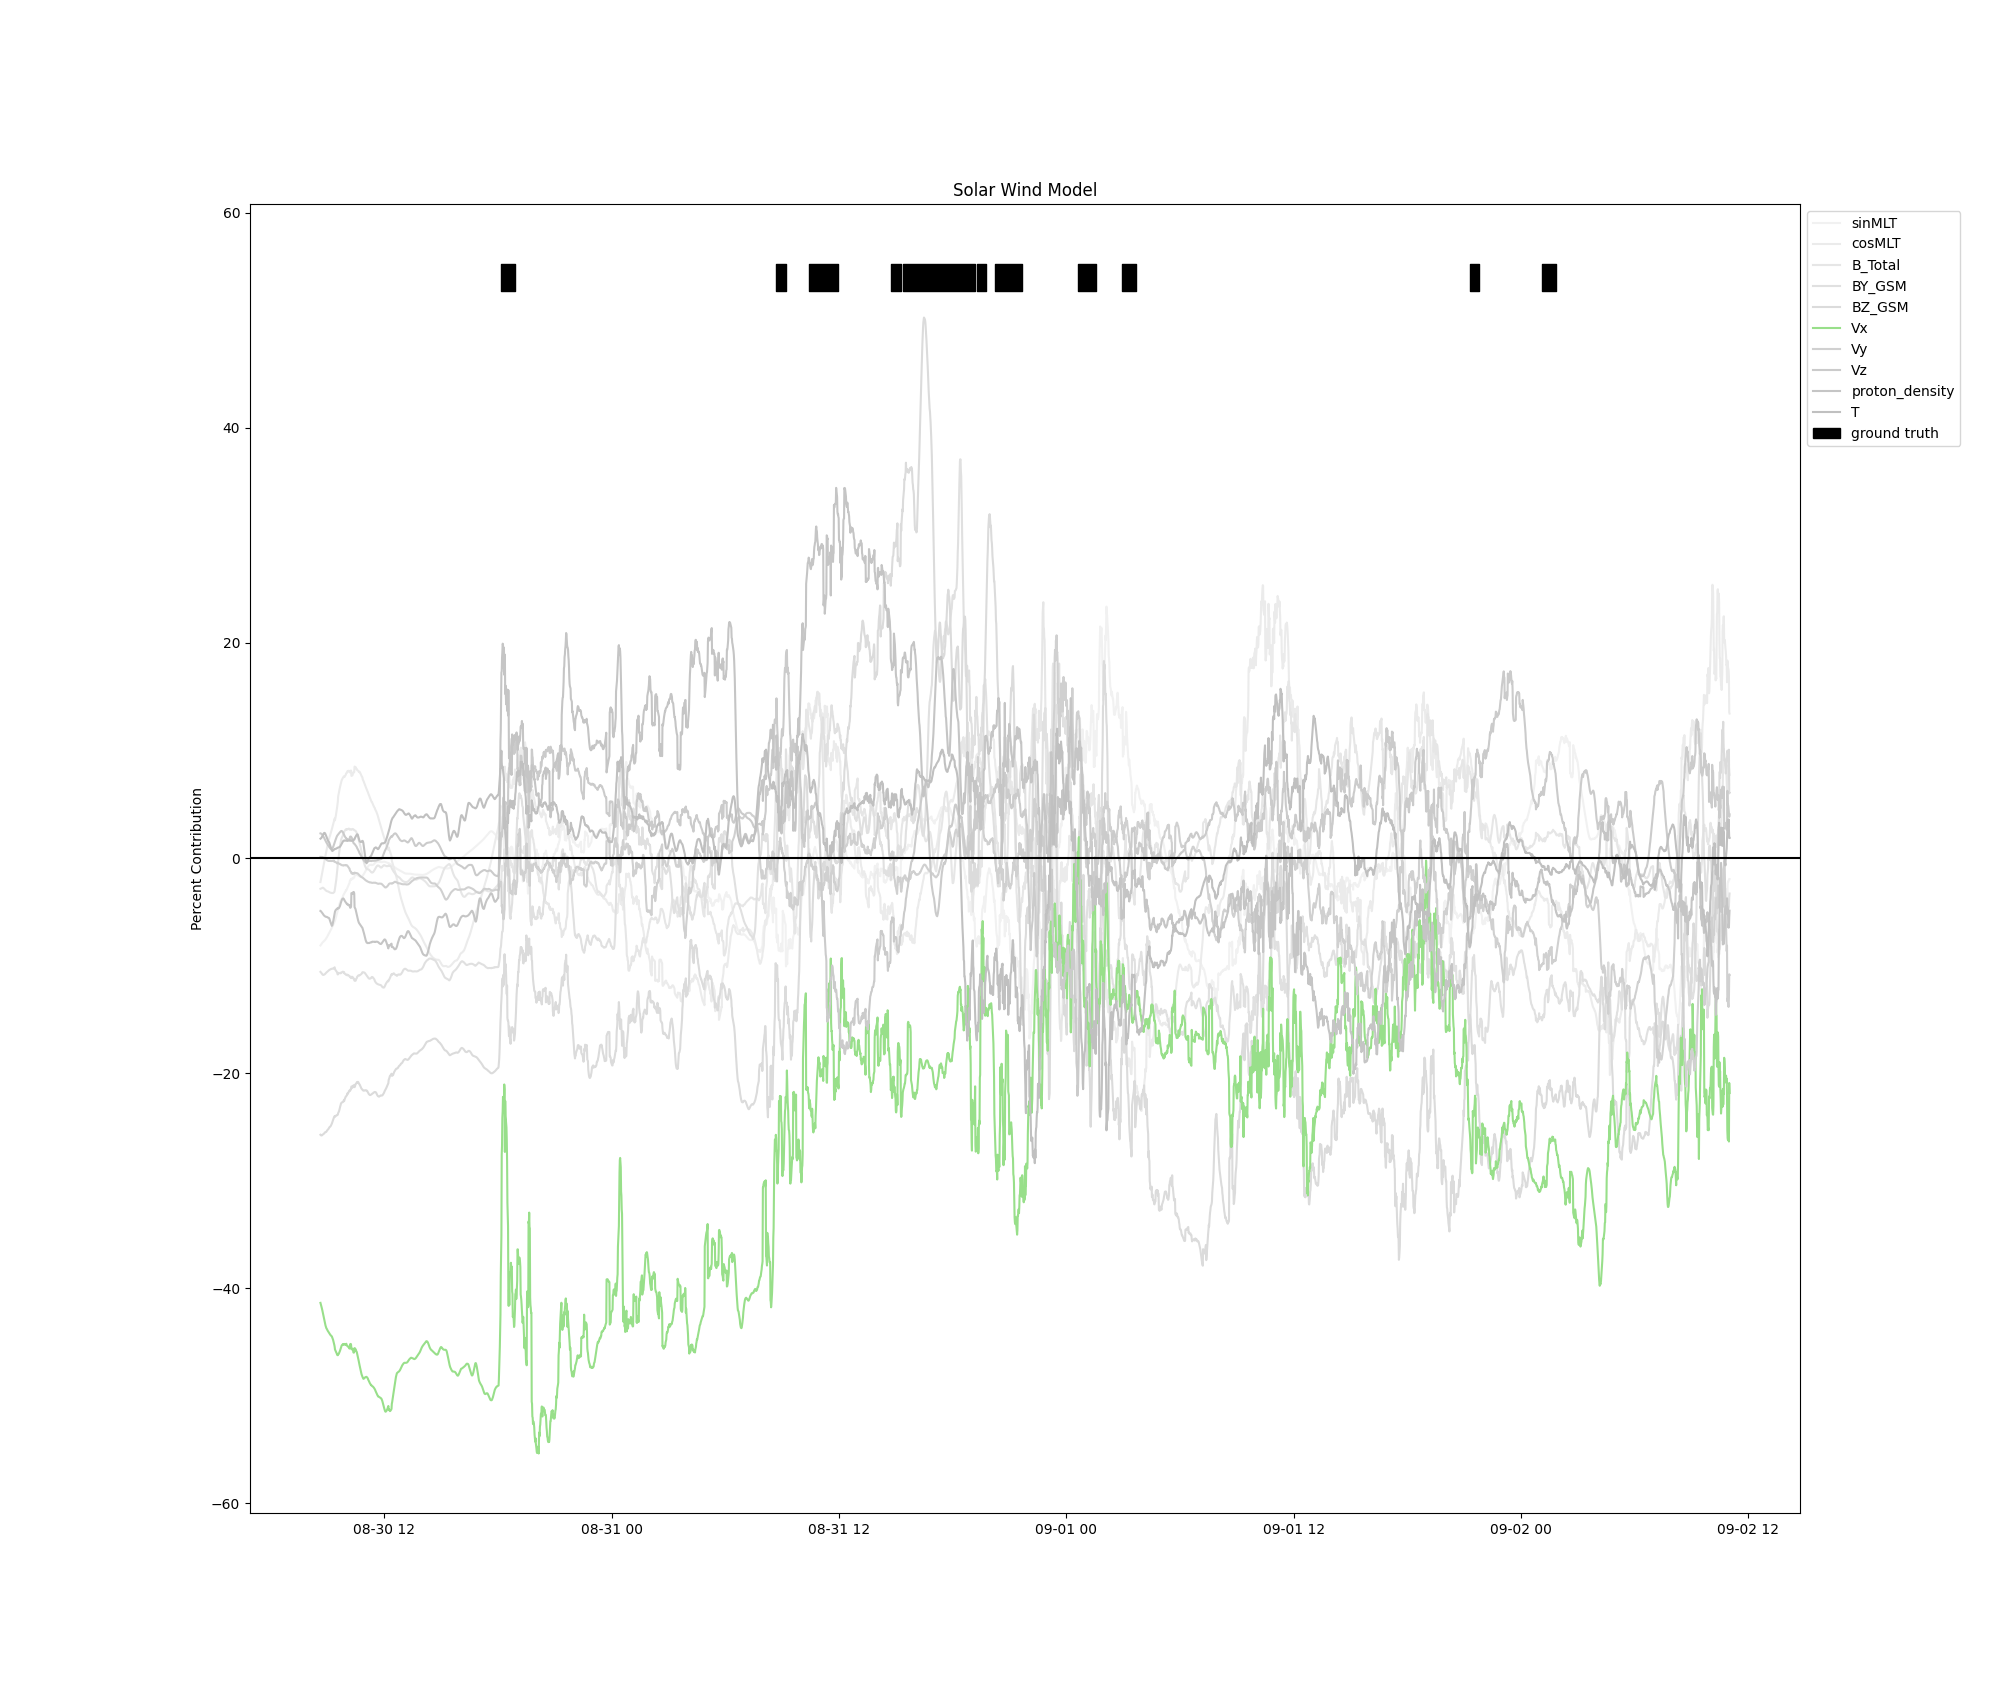 Solar Wind Model
60
40
20
0
−20
−40
−60
Percent Contribution
08-30 12
08-31 00
08-31 12
09-01 00
09-01 12
09-02 00
09-02 12
sinMLT
cosMLT
B_Total
BY_GSM
BZ_GSM
Vx
Vy
Vz
proton_density
T
ground truth